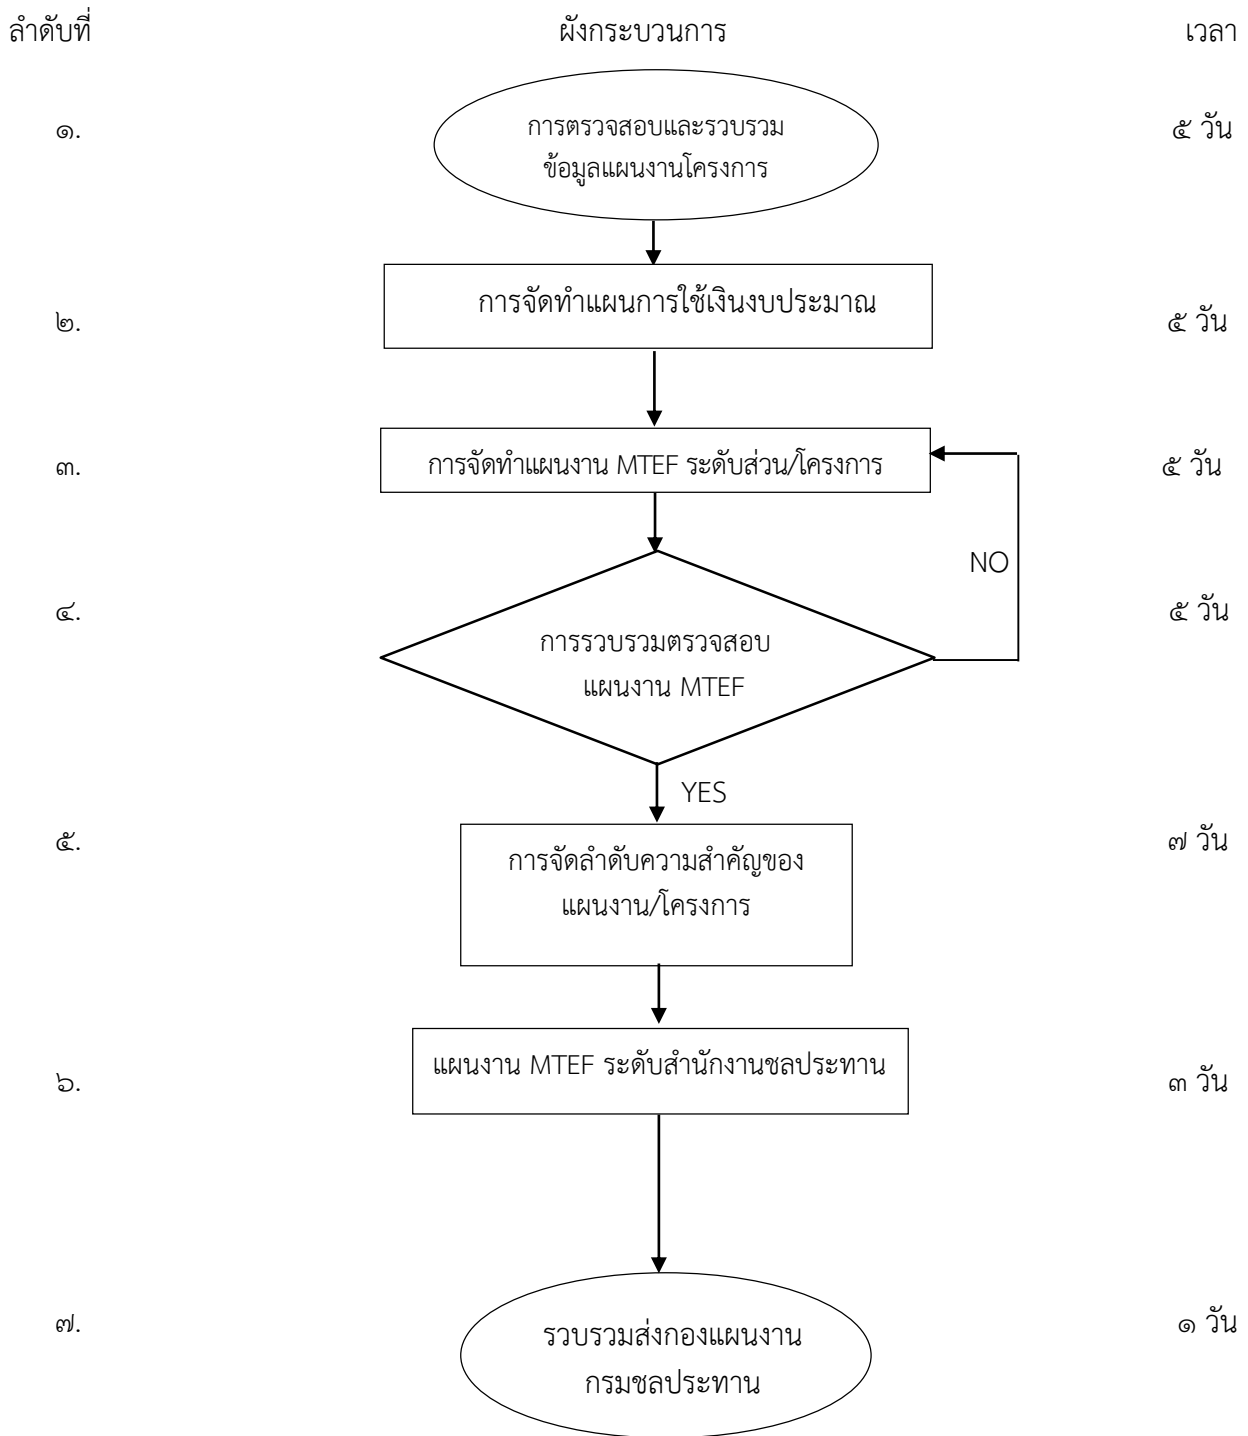 ลำดับที่ ผังกระบวนการ เวลา
๑. การตรวจสอบและรวบรวม ๕ วัน
ข้อมูลแผนงานโครงการ
๒. การจัดทำแผนการใช้เงินงบประมาณ ๕ วัน
๓. การจัดทำแผนงาน MTEF ระดับส่วน/โครงการ ๕ วัน
NO
๔. การรวบรวมตรวจสอบ ๕ วัน
แผนงาน MTEF
YES
๕. การจัดลำดับความสำคัญของ ๗ วัน
แผนงาน/โครงการ
๖. แผนงาน MTEF ระดับสำนักงานชลประทาน ๓ วัน
๗. รวบรวมส่งกองแผนงาน ๑ วัน
กรมชลประทาน